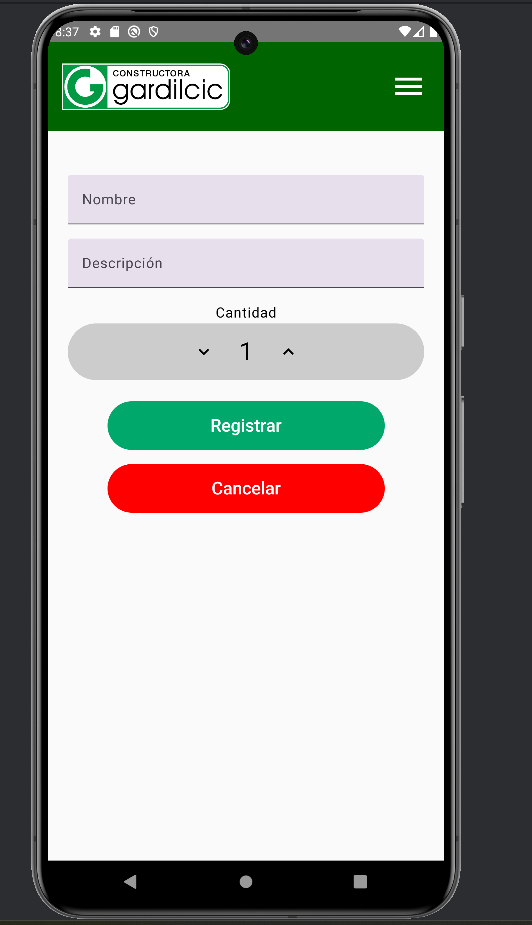 8:37
CONSTRUCTORA
gardilcic
Nombre
Descripción
Cantidad
1
Registrar
Cancelar